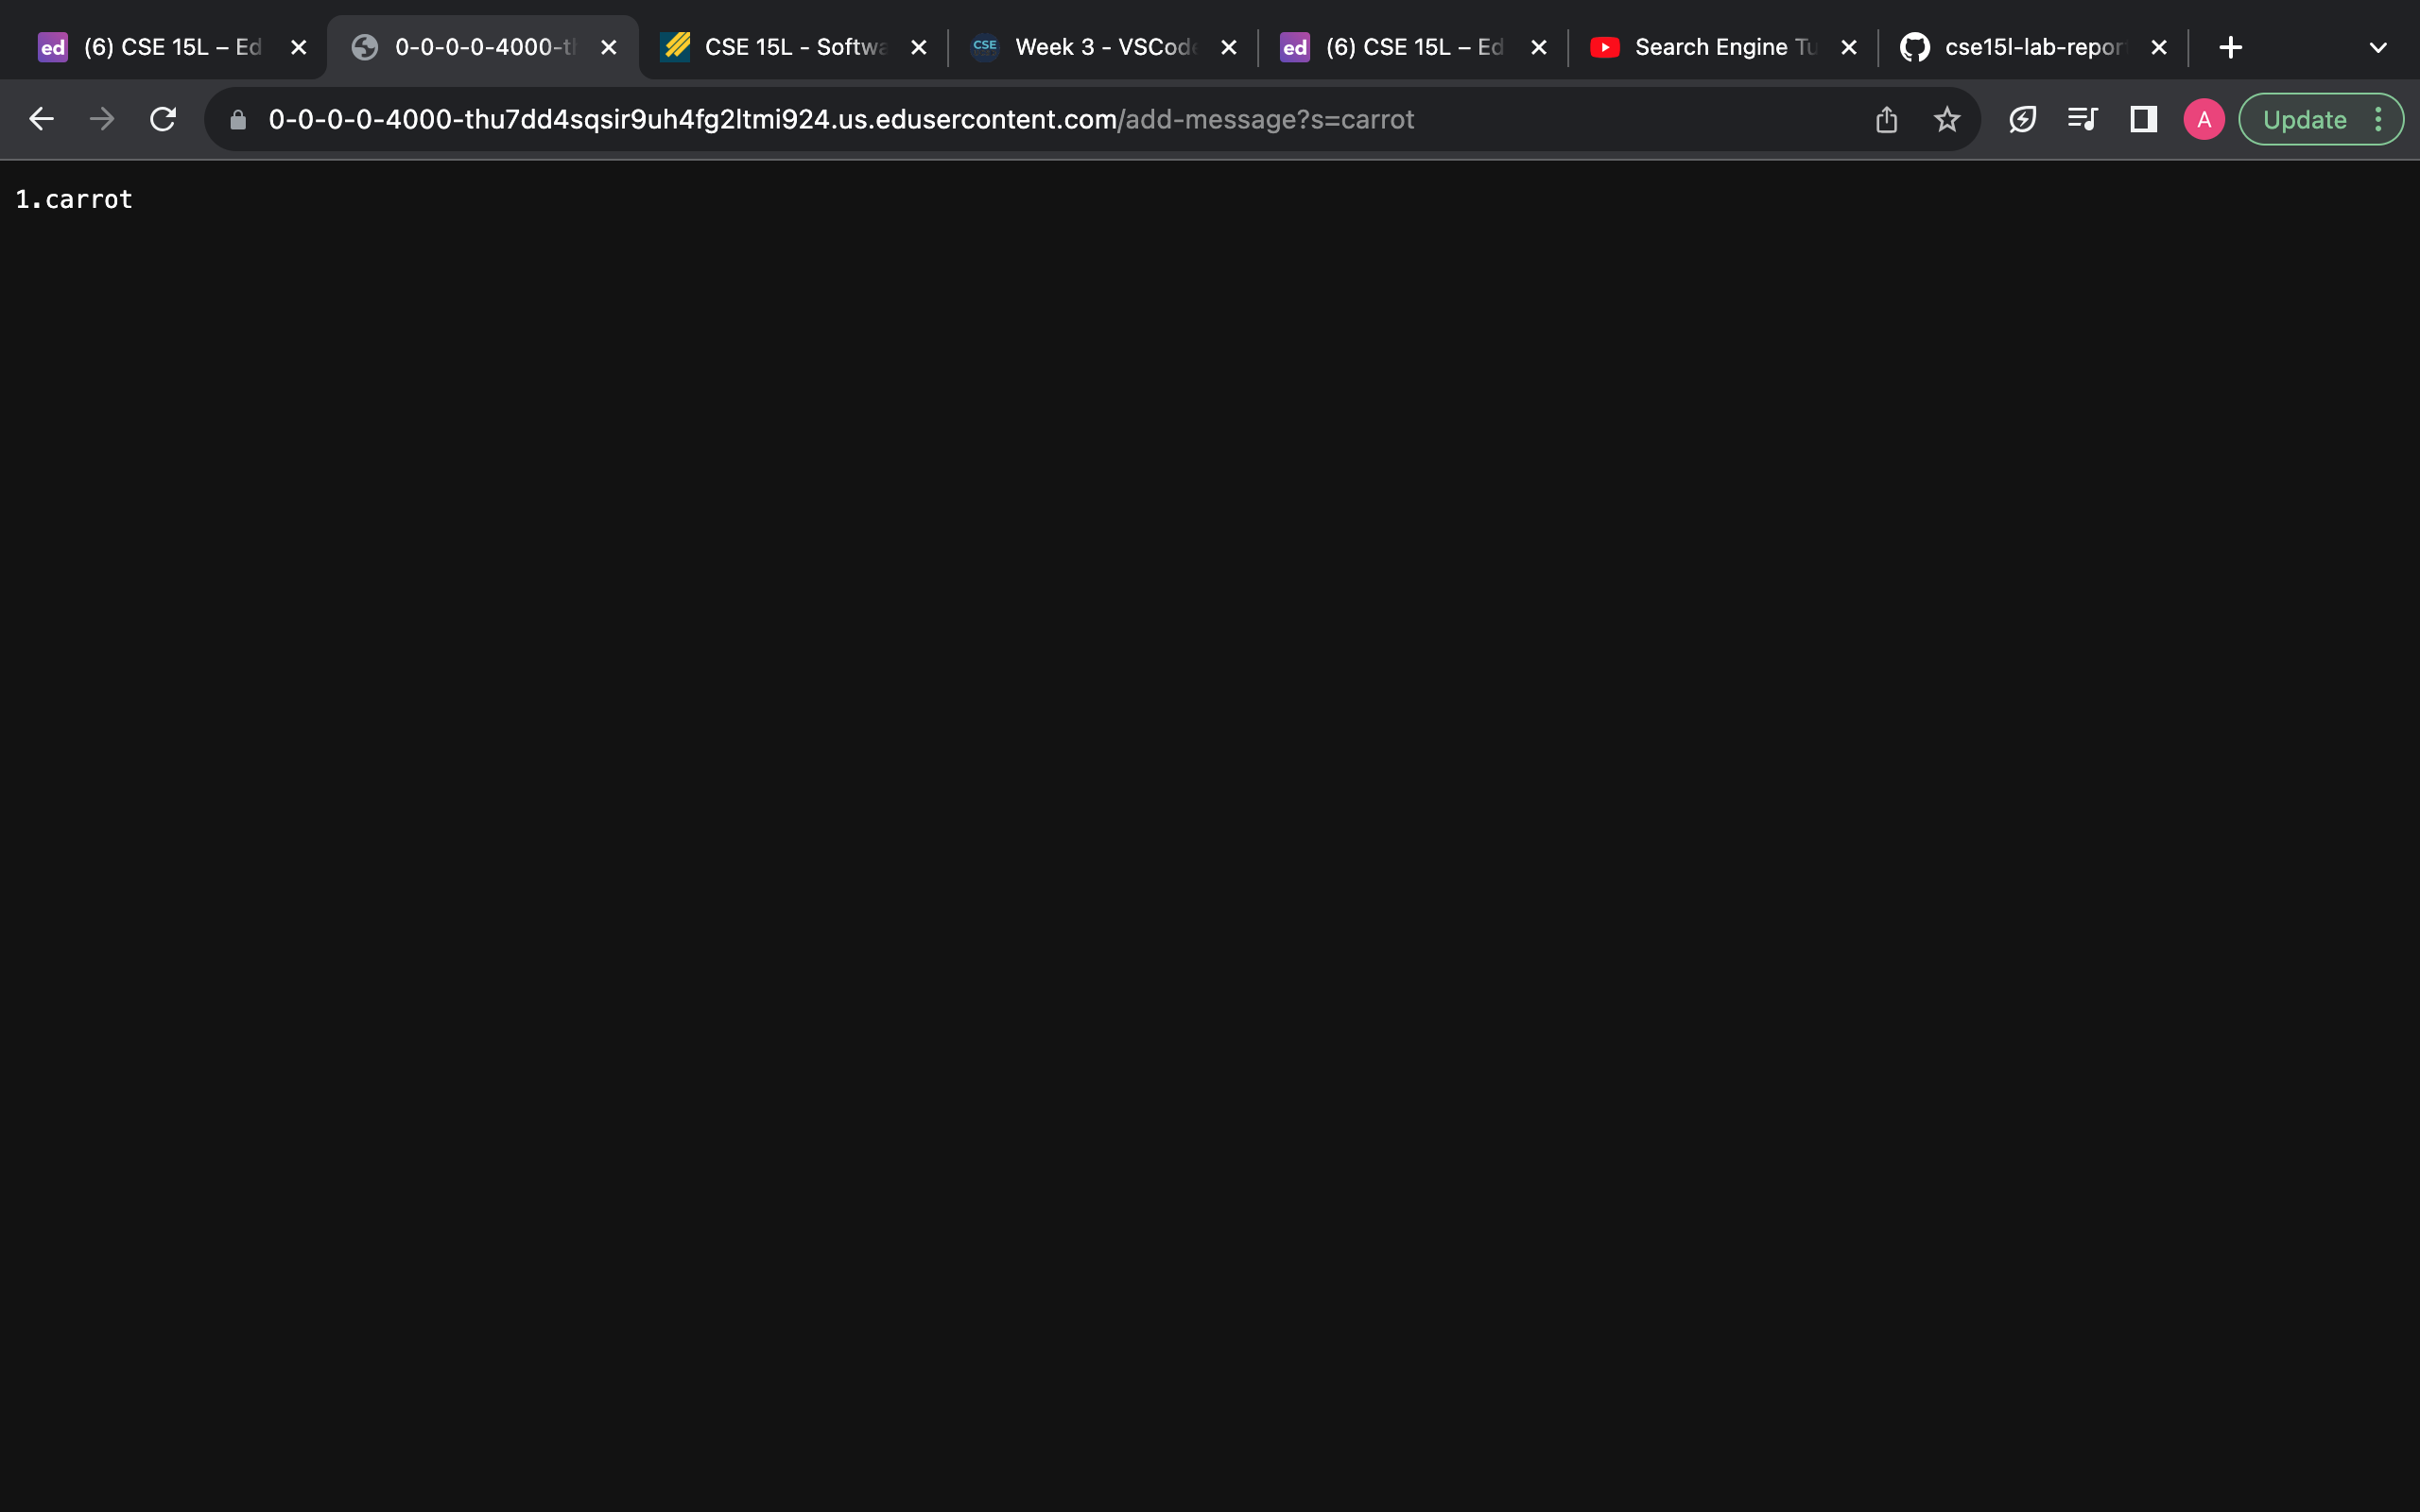 ed (6) CSE 15L – Ed
0-0-0-0-4000-th
CSE 15L - Softwa
CSE Week 3 - VSCode
ed (6) CSE 15L – Ed
Search Engine Tu
cse15l-lab-repor
0-0-0-0-4000-thu7dd4sqsir9uh4fg2ltmi924.us.edusercontent.com/add-message?s=carrot
A
Update
1.carrot